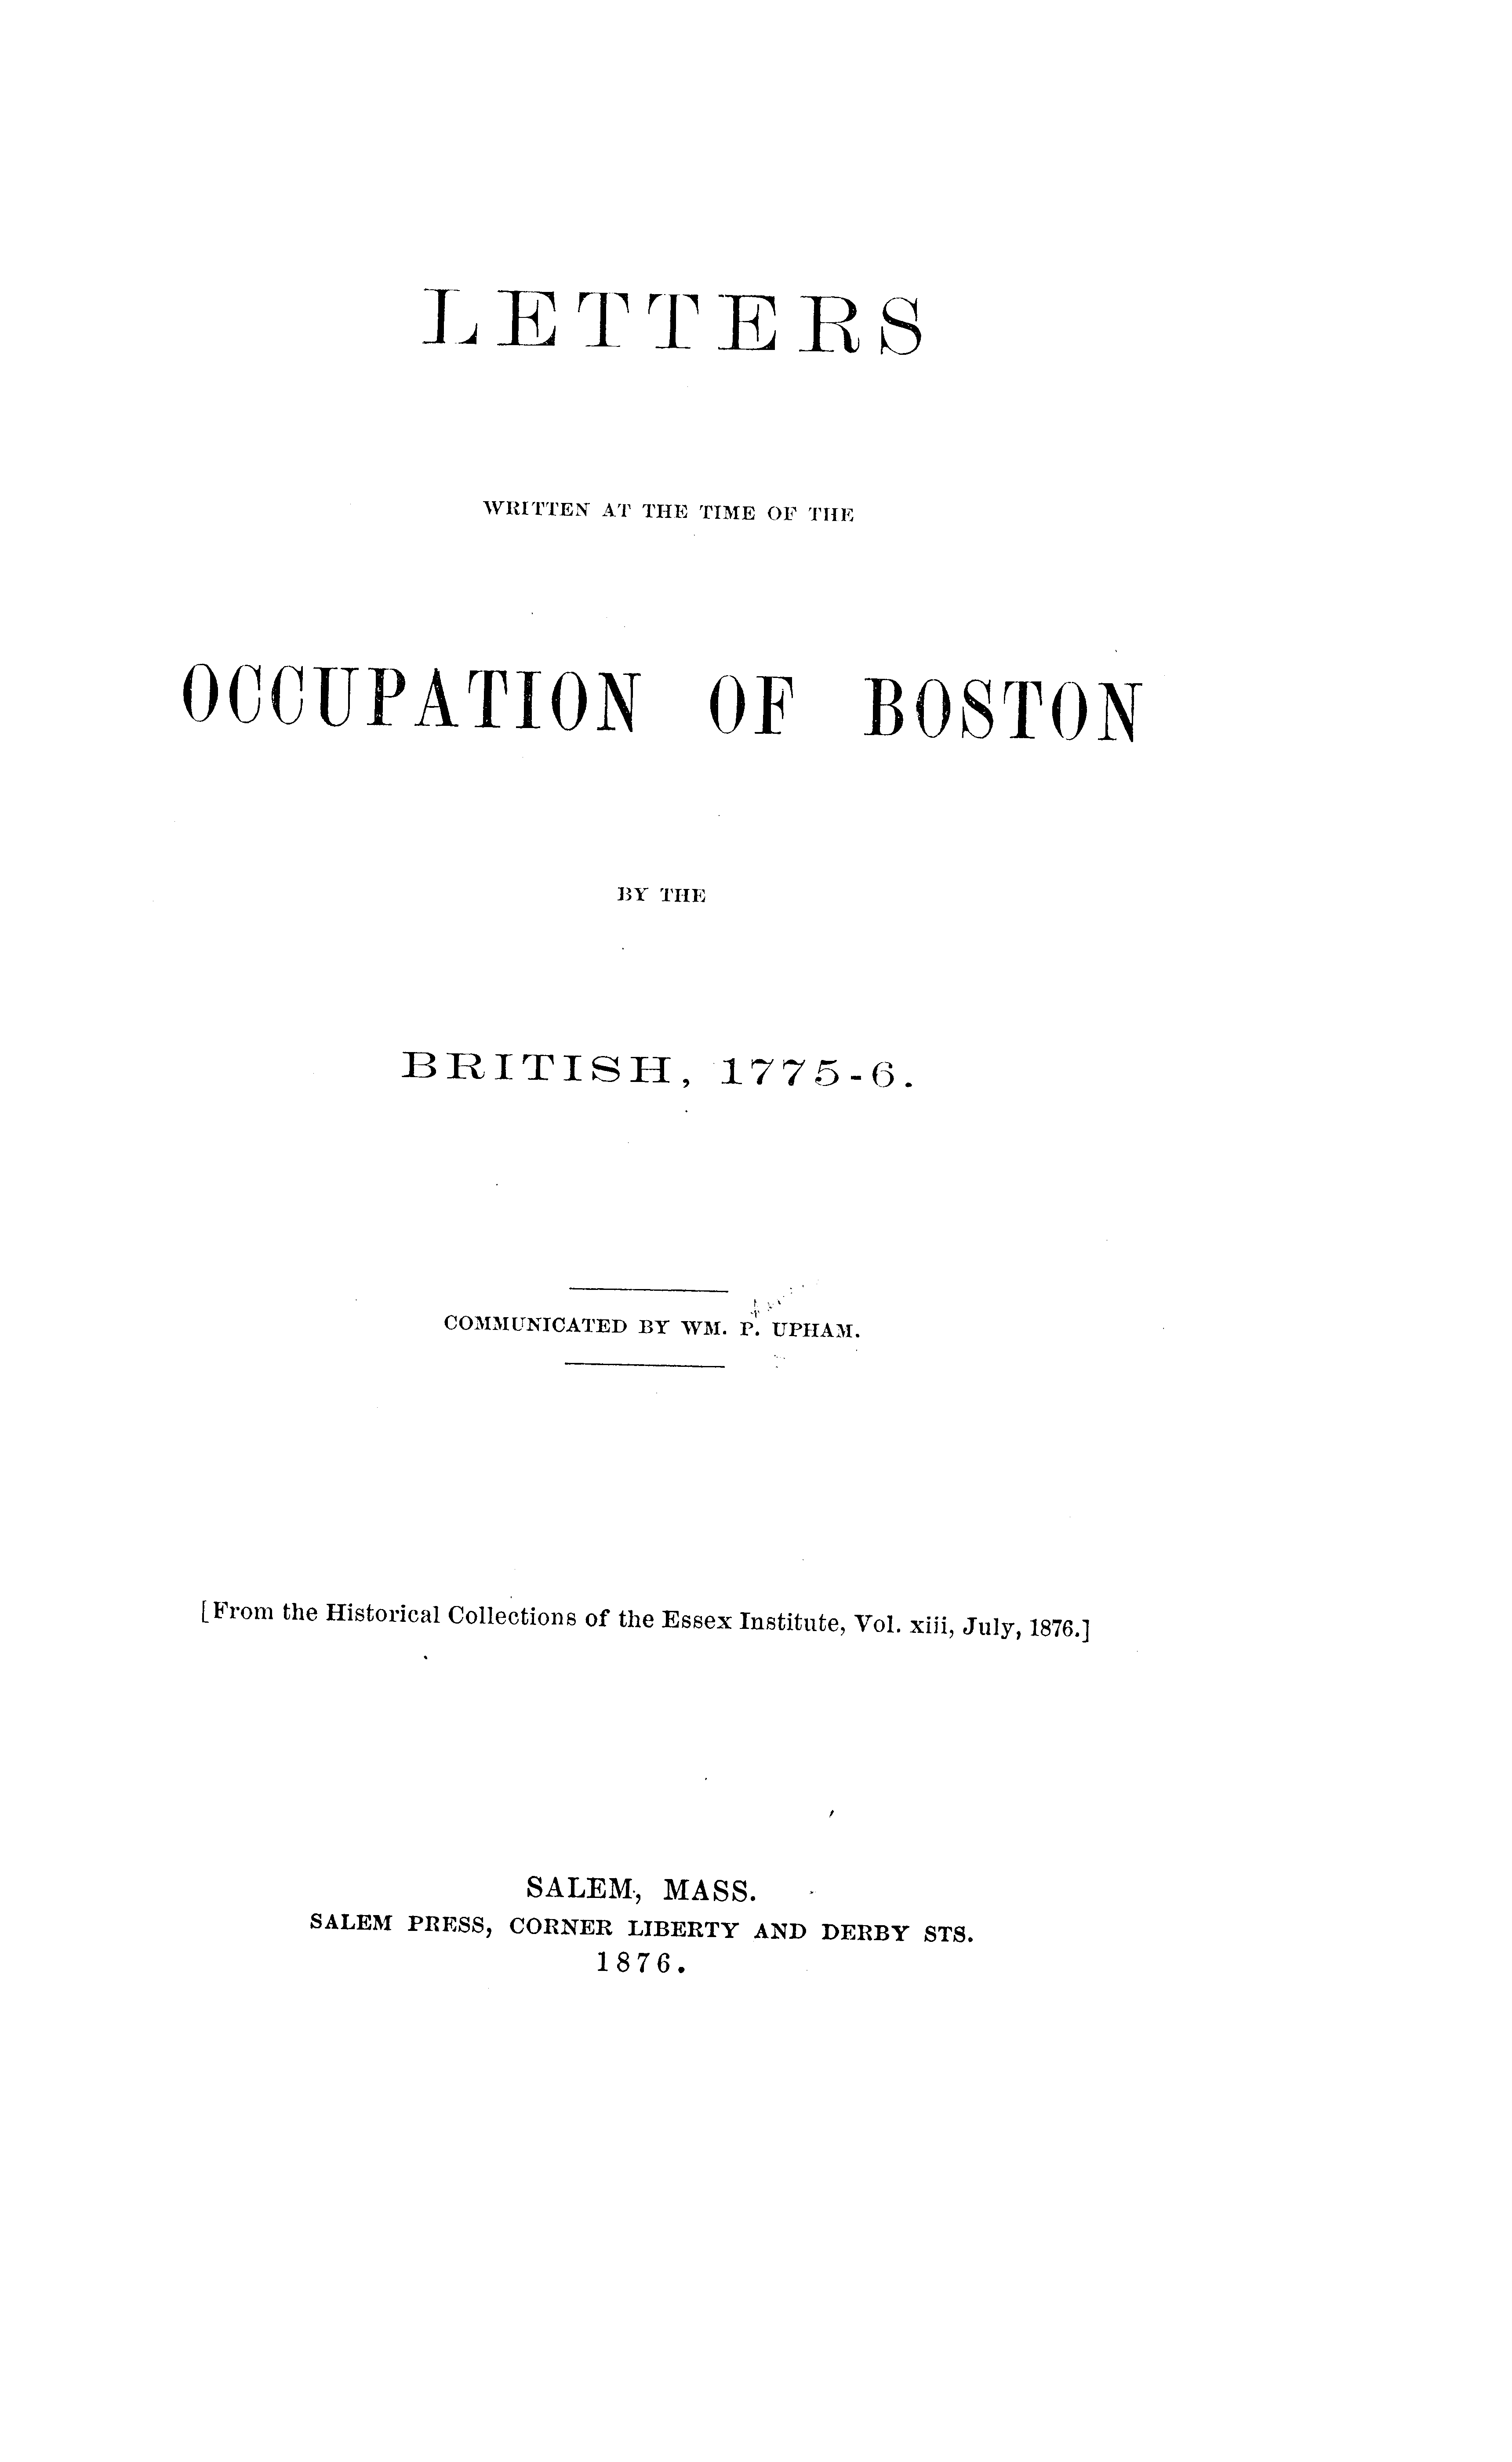 LETTERS
WRITTEN AT THE TIME OF THE
OCCUPATION OF BOSTON
BY THE
BRITISH, 1775-6.
COMMUNICATED BY WM. P. UPHAM.
[From the Historical Collections of the Essex Institute, Vol. xiii, July, 1876.]
SALEM, MASS.
SALEM PRESS, CORNER LIBERTY AND DERBY STS.
1876.